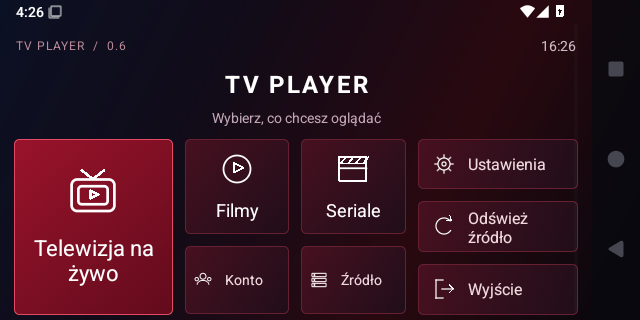 4:26
TV PLAYER / 0.6
16:26
TV PLAYER
Wybierz, co chcesz oglądać
Telewizja na
żywo
Filmy
Seriale
Konto
Źródło
Ustawienia
Odśwież
źródło
Wyjście